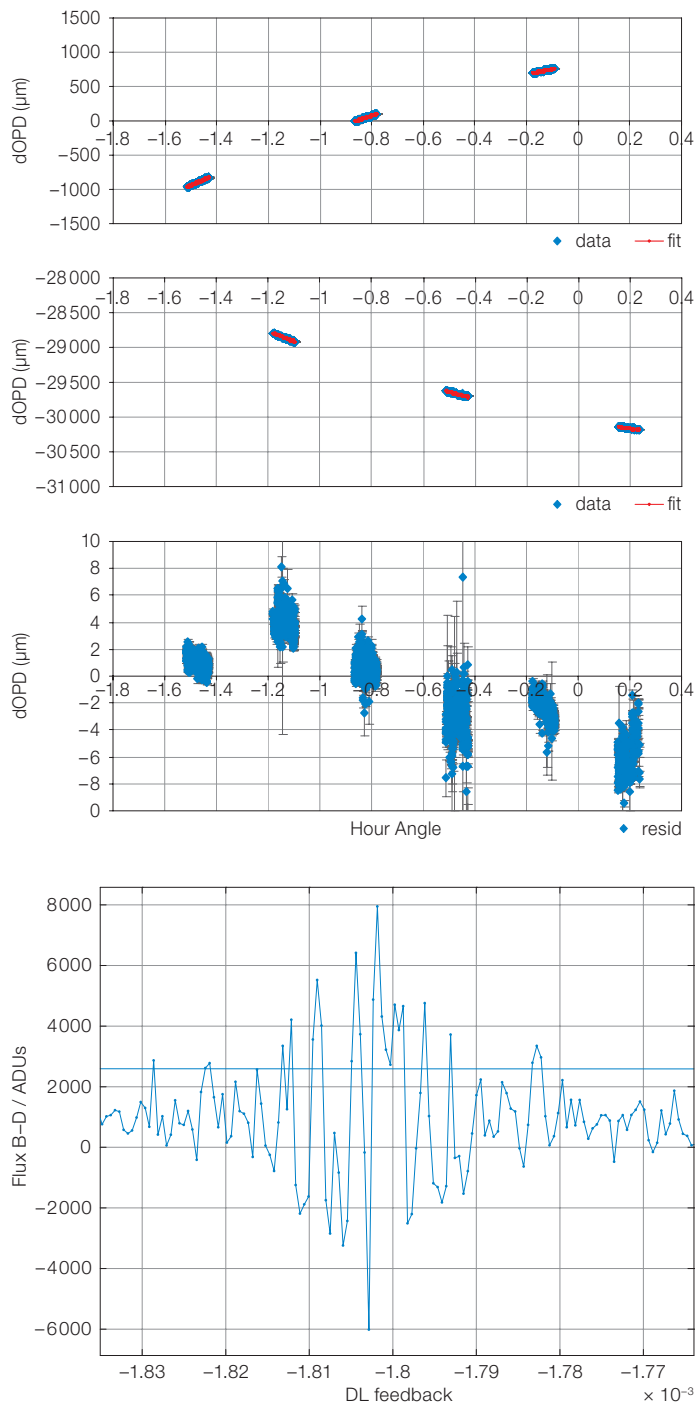 1500
1000
500
0
−500
−1000
−1500
dOPD (µm)
−1.8 −1.6 −1.4 −1.2 −1 −0.8 −0.6 −0.4 −0.2 0 0.2 0.4
data fit
−28 000
−28 500
−29 000
−29 500
−30 000
−30 500
−31 000
dOPD (µm)
−1.8 −1.6 −1.4 −1.2 −1 −0.8 −0.6 −0.4 −0.2 0 0.2 0.4
data fit
10
8
6
4
2
0
−2
−4
−6
−8
0
dOPD (µm)
−1.8 −1.6 −1.4 −1.2 −1 −0.8 −0.6 −0.4 −0.2 0 0.2 0.4
Hour Angle resid
8000
6000
4000
2000
0
−2000
−4000
−6000
Flux B–D / ADUs
−1.83 −1.82 −1.81 −1.8 −1.79 −1.78 −1.77
DL feedback × 10⁻³